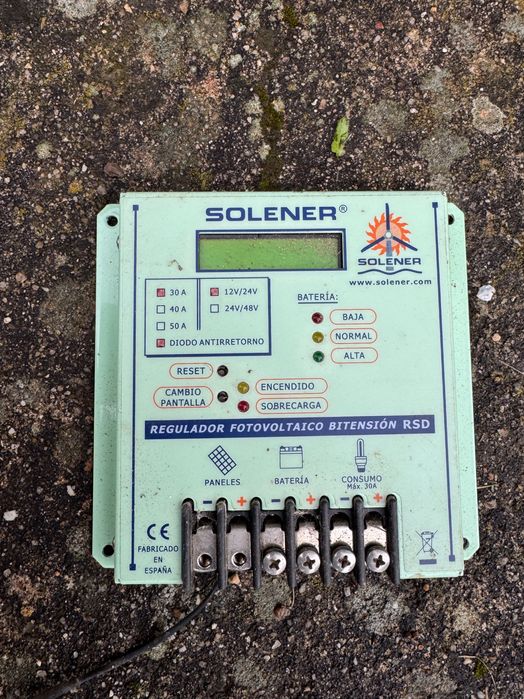 SOLENER®
SOLENER
www.solener.com
30 A
12V/24V
40 A
24V/48V
50 A
DIODO ANTIRRETORNO
BATERÍA:
BAJA
NORMAL
ALTA
RESET
CAMBIO
PANTALLA
ENCENDIDO
SOBRECARGA
REGULADOR FOTOVOLTAICO BITENSIÓN RSD
PANELES
BATERÍA
CONSUMO
Máx. 30A
- + - + - +
CE
FABRICADO
EN
ESPAÑA